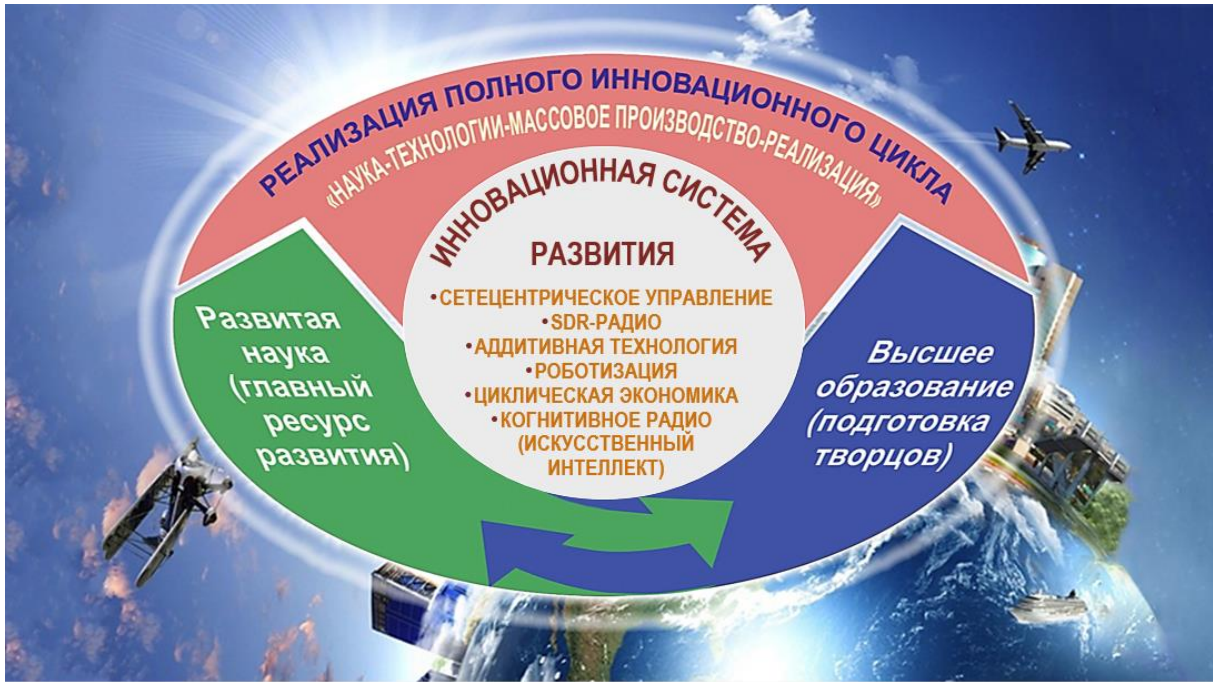 РЕАЛИЗАЦИЯ ПОЛНОГО ИННОВАЦИОННОГО ЦИКЛА
«НАУКА-ТЕХНОЛОГИИ-МАССОВОЕ ПРОИЗВОДСТВО-РЕАЛИЗАЦИЯ»
ИННОВАЦИОННАЯ СИСТЕМА
РАЗВИТИЯ
•СЕТЕЦЕНТРИЧЕСКОЕ УПРАВЛЕНИЕ
•SDR-РАДИО
•АДДИТИВНАЯ ТЕХНОЛОГИЯ
•РОБОТИЗАЦИЯ
•ЦИКЛИЧЕСКАЯ ЭКОНОМИКА
•КОГНИТИВНОЕ РАДИО
(ИСКУССТВЕННЫЙ
ИНТЕЛЛЕКТ)
Развитая
наука
(главный
ресурс
развития)
Высшее
образование
(подготовка
творцов)